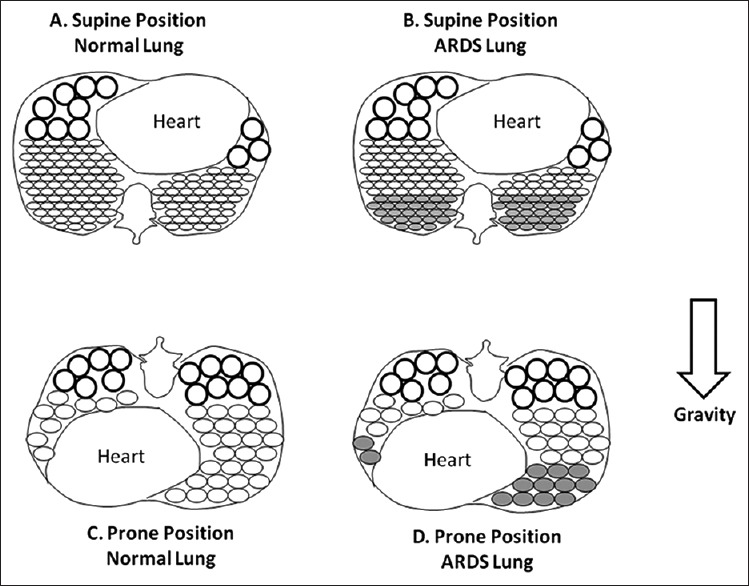 A. Supine Position
Normal Lung
B. Supine Position
ARDS Lung
Heart
Heart
Gravity
Heart
Heart
C. Prone Position
Normal Lung
D. Prone Position
ARDS Lung